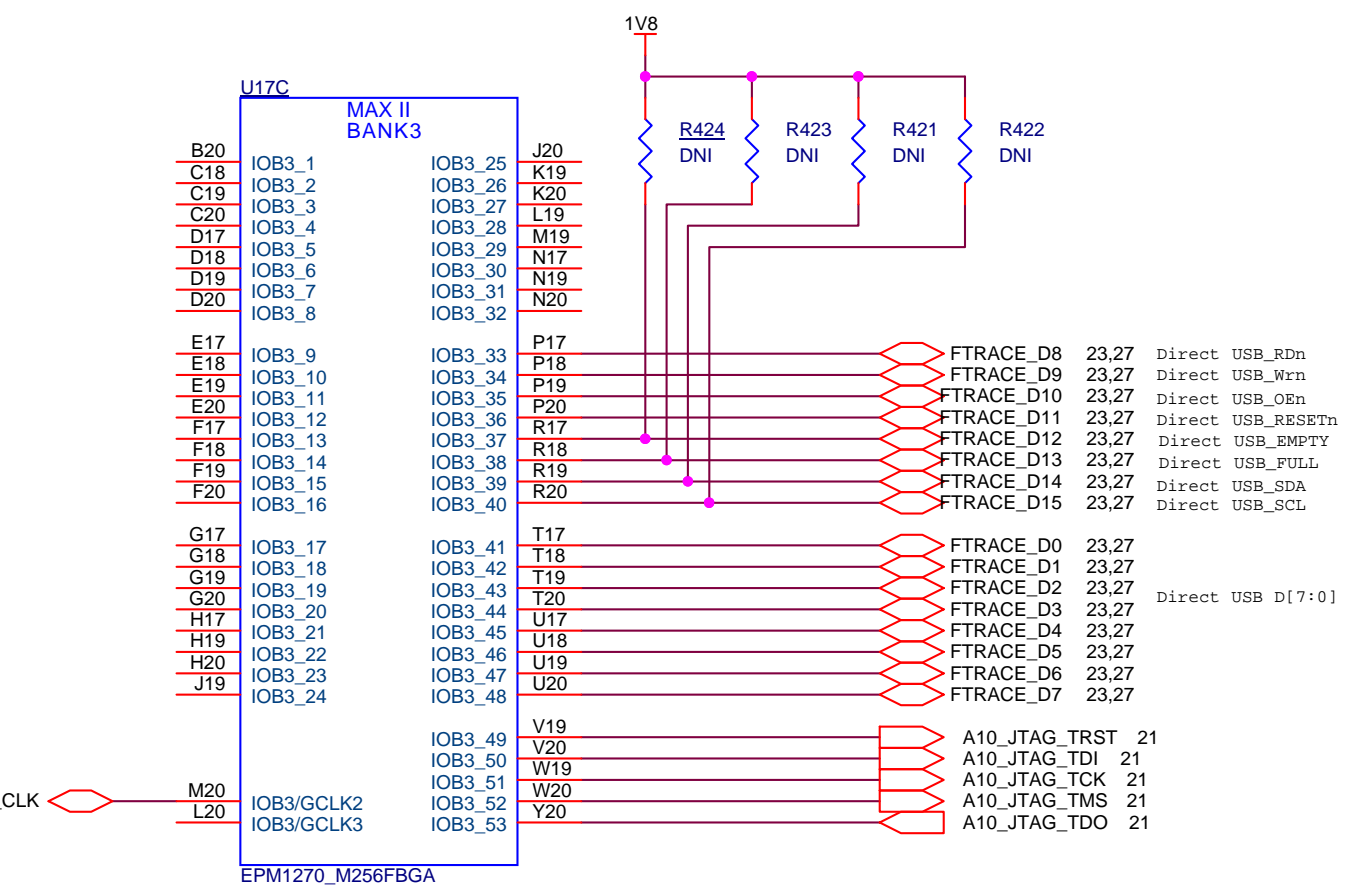 1V8
U17C
MAX II
BANK3
R424 R423 R421 R422
DNI DNI DNI DNI
B20 IOB3_1 IOB3_25 J20
C18 IOB3_2 IOB3_26 K19
C19 IOB3_3 IOB3_27 K20
C20 IOB3_4 IOB3_28 L19
D17 IOB3_5 IOB3_29 M19
D18 IOB3_6 IOB3_30 N17
D19 IOB3_7 IOB3_31 N19
D20 IOB3_8 IOB3_32 N20
E17 IOB3_9 IOB3_33 P17 FTRACE_D8 23,27 Direct USB_RDn
E18 IOB3_10 IOB3_34 P18 FTRACE_D9 23,27 Direct USB_Wrn
E19 IOB3_11 IOB3_35 P19 FTRACE_D10 23,27 Direct USB_OEn
E20 IOB3_12 IOB3_36 P20 FTRACE_D11 23,27 Direct USB_RESETn
F17 IOB3_13 IOB3_37 R17 FTRACE_D12 23,27 Direct USB_EMPTY
F18 IOB3_14 IOB3_38 R18 FTRACE_D13 23,27 Direct USB_FULL
F19 IOB3_15 IOB3_39 R19 FTRACE_D14 23,27 Direct USB_SDA
F20 IOB3_16 IOB3_40 R20 FTRACE_D15 23,27 Direct USB_SCL
G17 IOB3_17 IOB3_41 T17 FTRACE_D0 23,27
G18 IOB3_18 IOB3_42 T18 FTRACE_D1 23,27
G19 IOB3_19 IOB3_43 T19 FTRACE_D2 23,27
Direct USB D[7:0]
G20 IOB3_20 IOB3_44 T20 FTRACE_D3 23,27
H17 IOB3_21 IOB3_45 U17 FTRACE_D4 23,27
H19 IOB3_22 IOB3_46 U18 FTRACE_D5 23,27
H20 IOB3_23 IOB3_47 U19 FTRACE_D6 23,27
J19 IOB3_24 IOB3_48 U20 FTRACE_D7 23,27
IOB3_49 V19 A10_JTAG_TRST 21
IOB3_50 V20 A10_JTAG_TDI 21
IOB3_51 W19 A10_JTAG_TCK 21
_CLK M20 IOB3/GCLK2 IOB3_52 W20 A10_JTAG_TMS 21
L20 IOB3/GCLK3 IOB3_53 Y20 A10_JTAG_TDO 21
EPM1270_M256FBGA